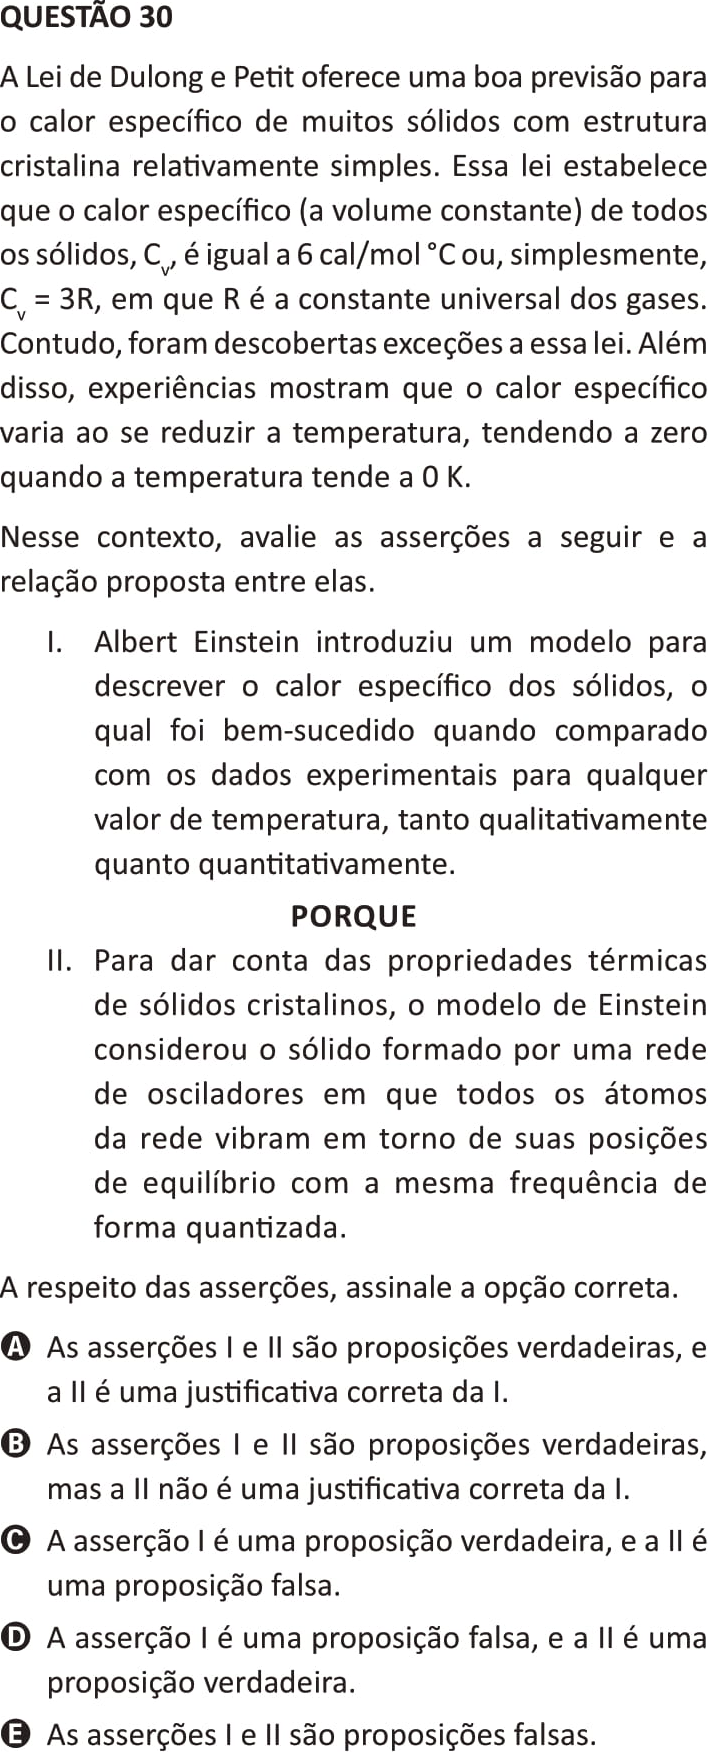 QUESTÃO 30
A Lei de Dulong e Petit oferece uma boa previsão para
o calor específico de muitos sólidos com estrutura
cristalina relativamente simples. Essa lei estabelece
que o calor específico (a volume constante) de todos
os sólidos, Cv, é igual a 6 cal/mol °C ou, simplesmente,
Cv = 3R, em que R é a constante universal dos gases.
Contudo, foram descobertas exceções a essa lei. Além
disso, experiências mostram que o calor específico
varia ao se reduzir a temperatura, tendendo a zero
quando a temperatura tende a 0 K.
Nesse contexto, avalie as asserções a seguir e a
relação proposta entre elas.
I. Albert Einstein introduziu um modelo para
descrever o calor específico dos sólidos, o
qual foi bem-sucedido quando comparado
com os dados experimentais para qualquer
valor de temperatura, tanto qualitativamente
quanto quantitativamente.
PORQUE
II. Para dar conta das propriedades térmicas
de sólidos cristalinos, o modelo de Einstein
considerou o sólido formado por uma rede
de osciladores em que todos os átomos
da rede vibram em torno de suas posições
de equilíbrio com a mesma frequência de
forma quantizada.
A respeito das asserções, assinale a opção correta.
A As asserções I e II são proposições verdadeiras, e
a II é uma justificativa correta da I.
B As asserções I e II são proposições verdadeiras,
mas a II não é uma justificativa correta da I.
C A asserção I é uma proposição verdadeira, e a II é
uma proposição falsa.
D A asserção I é uma proposição falsa, e a II é uma
proposição verdadeira.
E As asserções I e II são proposições falsas.